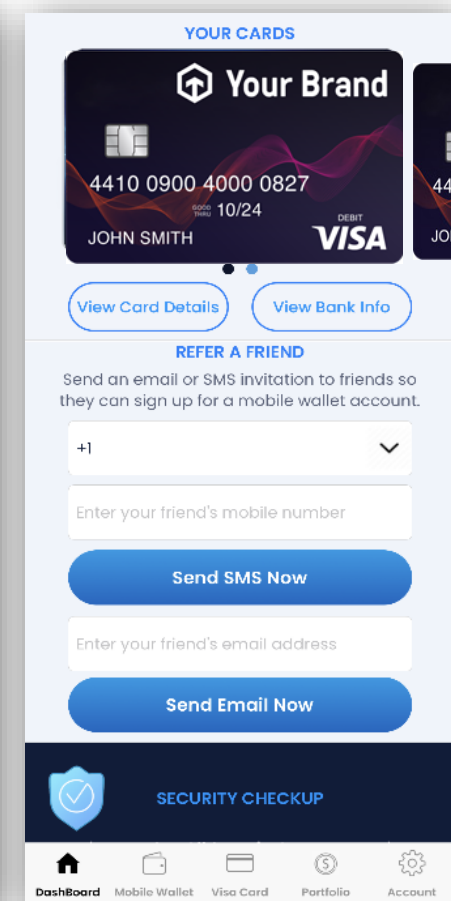 YOUR CARDS
Your Brand
4410 0900 4000 0827
GOOD THRU 10/24
JOHN SMITH
DEBIT
VISA
44
JO
View Card Details
View Bank Info
REFER A FRIEND
Send an email or SMS invitation to friends so
they can sign up for a mobile wallet account.
+1
Enter your friend's mobile number
Send SMS Now
Enter your friend's email address
Send Email Now
SECURITY CHECKUP
DashBoard Mobile Wallet Visa Card Portfolio Account